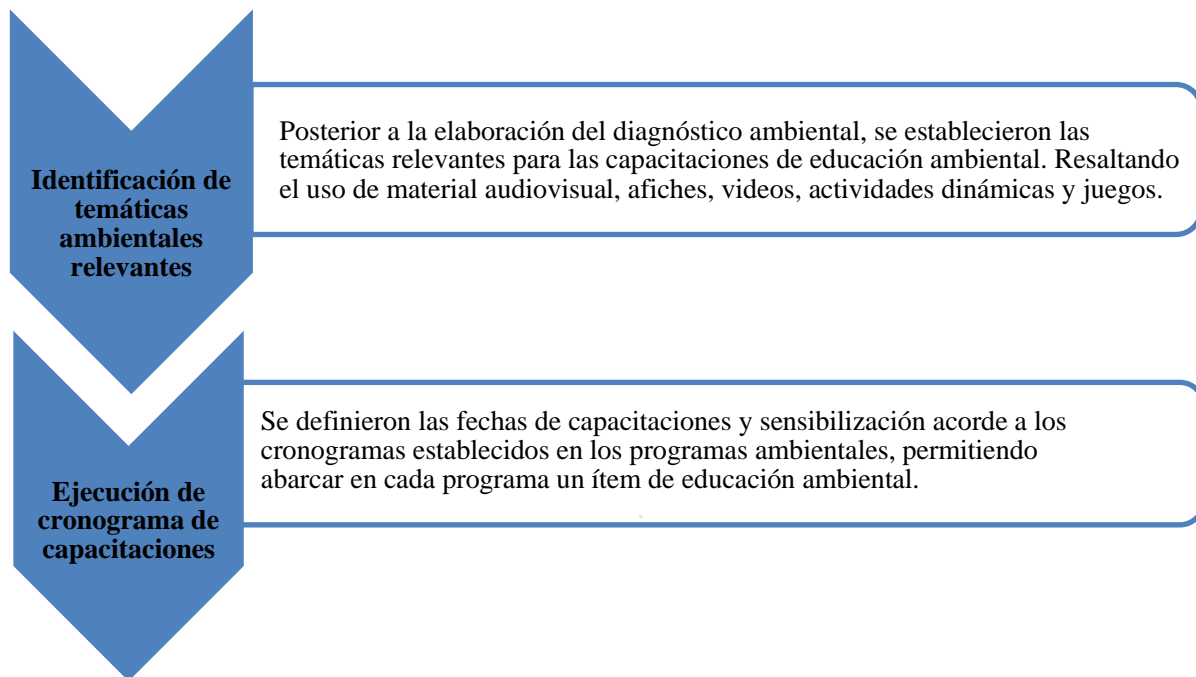 Identificación de
temáticas
ambientales
relevantes
Posterior a la elaboración del diagnóstico ambiental, se establecieron las
temáticas relevantes para las capacitaciones de educación ambiental. Resaltando
el uso de material audiovisual, afiches, videos, actividades dinámicas y juegos.
Ejecución de
cronograma de
capacitaciones
Se definieron las fechas de capacitaciones y sensibilización acorde a los
cronogramas establecidos en los programas ambientales, permitiendo
abarcar en cada programa un ítem de educación ambiental.